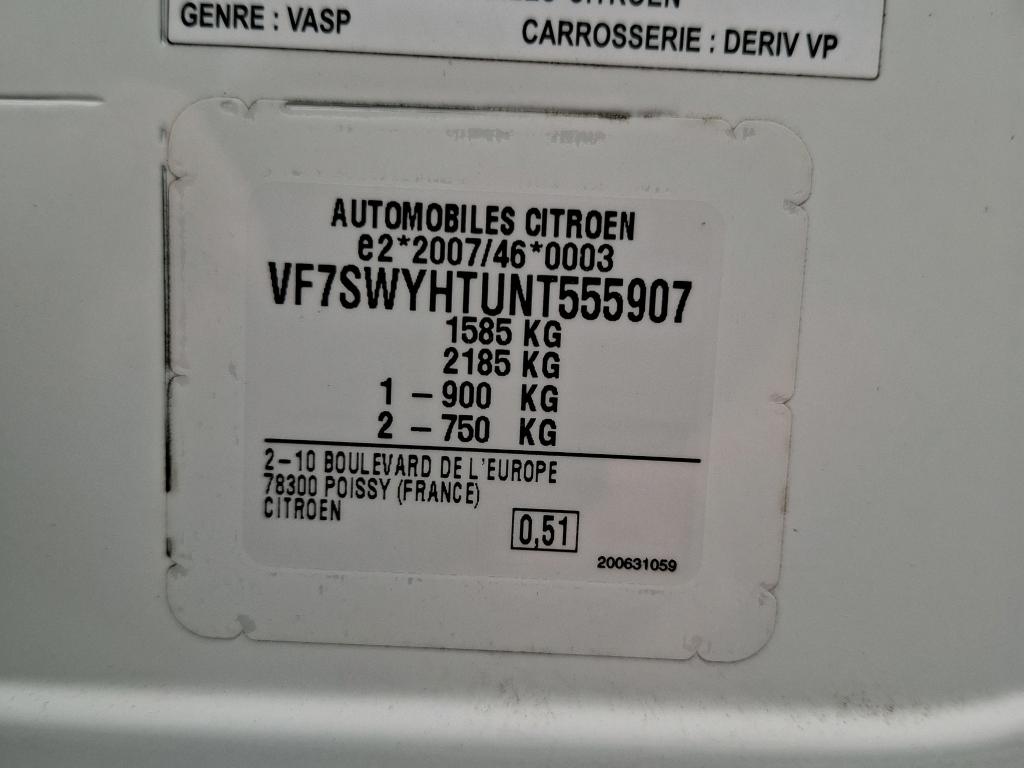 GENRE : VASP
CARROSSERIE : DERIV VP
AUTOMOBILES CITROEN
e2*2007/46*0003
VF7SWYHTUNT555907
1585 KG
2185 KG
1 – 900 KG
2 – 750 KG
2–10 BOULEVARD DE L'EUROPE
78300 POISSY (FRANCE)
CITROEN
0,51
200631059